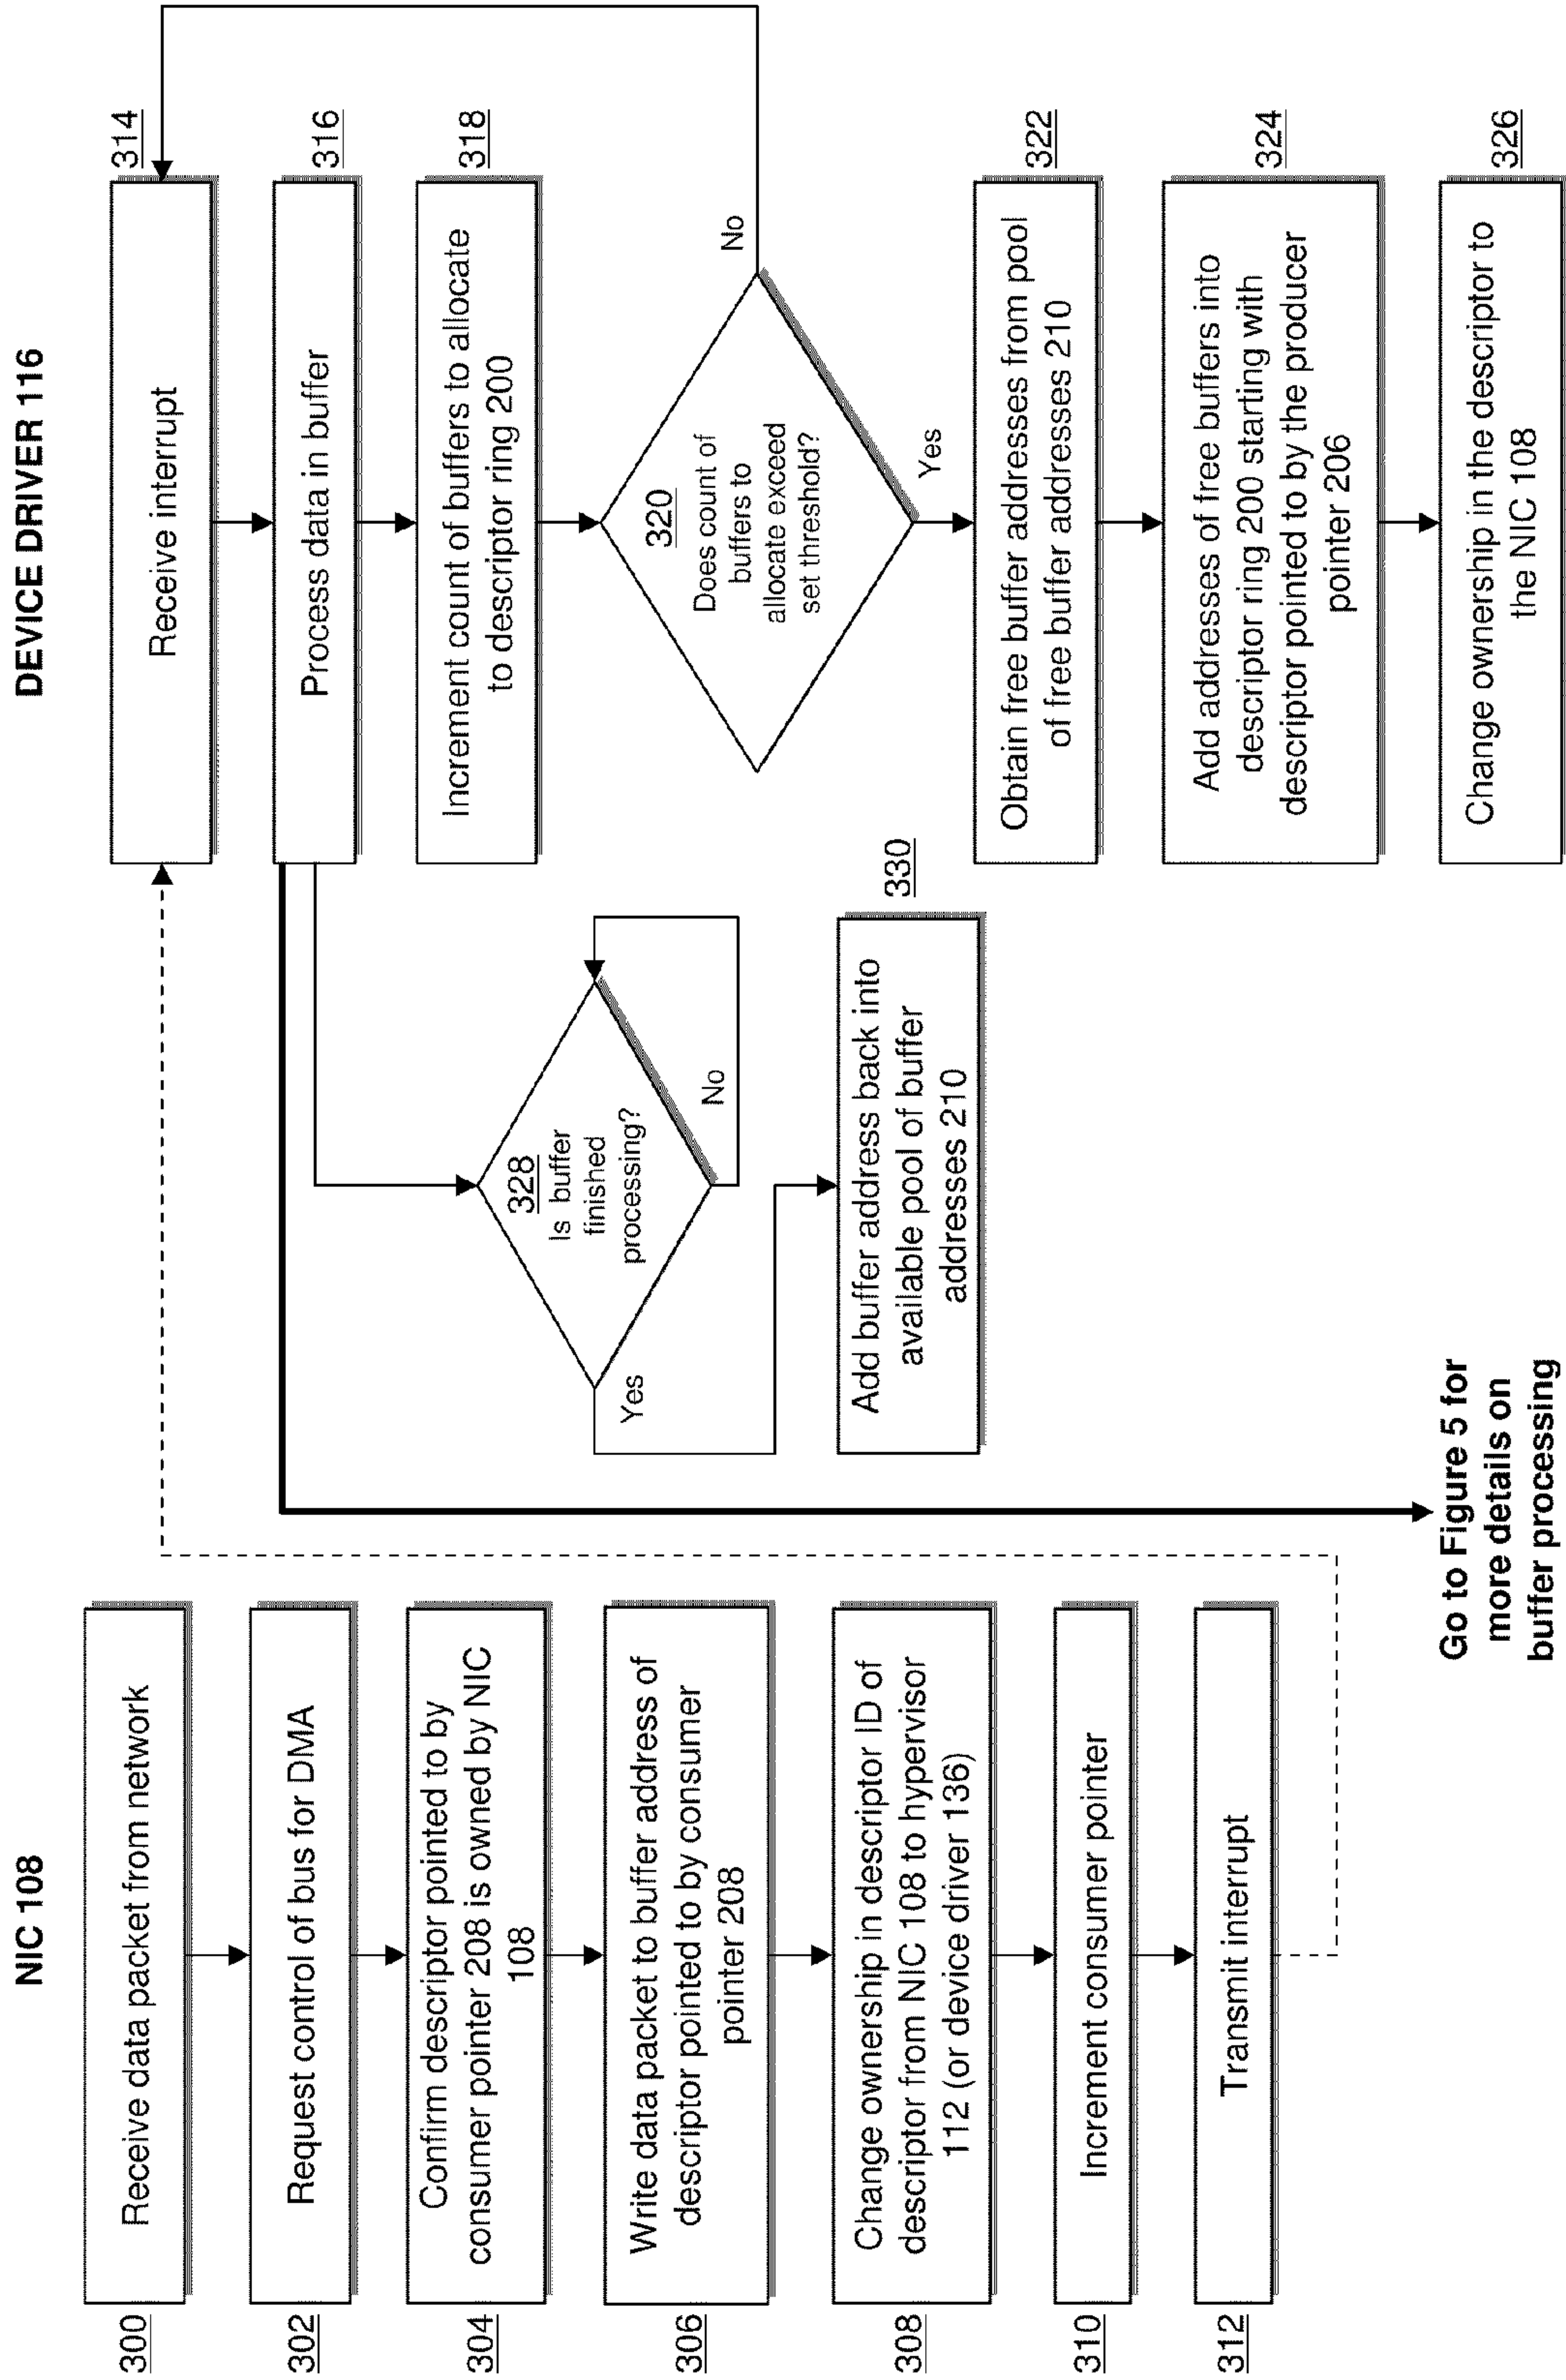 NIC 108
300
Receive data packet from network
302
Request control of bus for DMA
304
Confirm descriptor pointed to by
consumer pointer 208 is owned by NIC
108
306
Write data packet to buffer address of
descriptor pointed to by consumer
pointer 208
308
Change ownership in descriptor ID of
descriptor from NIC 108 to hypervisor
112 (or device driver 136)
310
Increment consumer pointer
312
Transmit interrupt
DEVICE DRIVER 116
314
Receive interrupt
316
Process data in buffer
318
Increment count of buffers to allocate
to descriptor ring 200
320
Does count of
buffers to
allocate exceed
set threshold?
No
Yes
322
Obtain free buffer addresses from pool
of free buffer addresses 210
324
Add addresses of free buffers into
descriptor ring 200 starting with
descriptor pointed to by the producer
pointer 206
326
Change ownership in the descriptor to
the NIC 108
328
Is buffer
finished
processing?
No
Yes
330
Add buffer address back into
available pool of buffer
addresses 210
Go to Figure 5 for
more details on
buffer processing